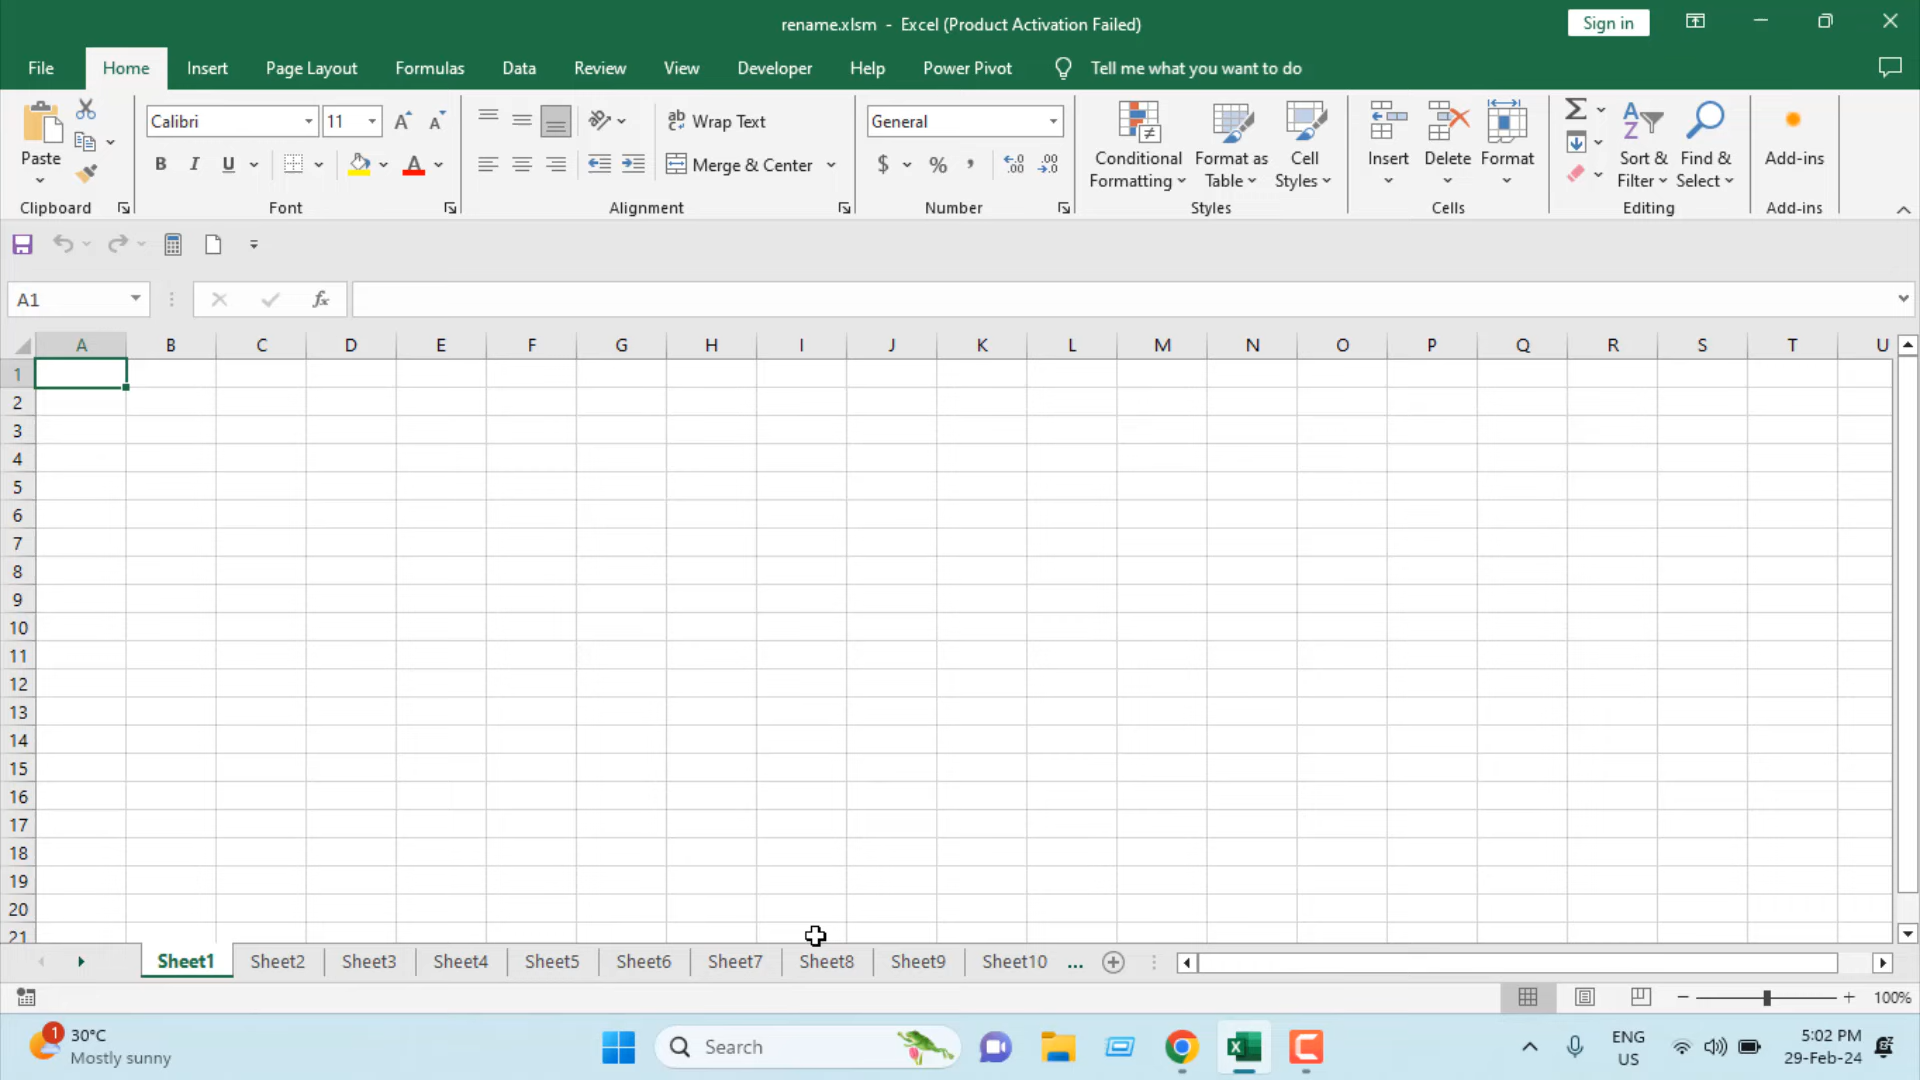 rename.xlsm - Excel (Product Activation Failed)
Sign in
File Home Insert Page Layout Formulas Data Review View Developer Help Power Pivot Tell me what you want to do
Paste
Clipboard
Calibri 11
B I U A
Font
ab Wrap Text
Merge & Center
Alignment
General
$ % ,
Number
Conditional Formatting
Format as Table
Cell Styles
Styles
Insert
Delete
Format
Cells
Sort & Filter
Find & Select
Editing
Add-ins
Add-ins
A1 fx
A B C D E F G H I J K L M N O P Q R S T U
1
2
3
4
5
6
7
8
9
10
11
12
13
14
15
16
17
18
19
20
21
Sheet1 Sheet2 Sheet3 Sheet4 Sheet5 Sheet6 Sheet7 Sheet8 Sheet9 Sheet10 ...
100%
1
30°C
Mostly sunny
Search
ENG
US
5:02 PM
29-Feb-24